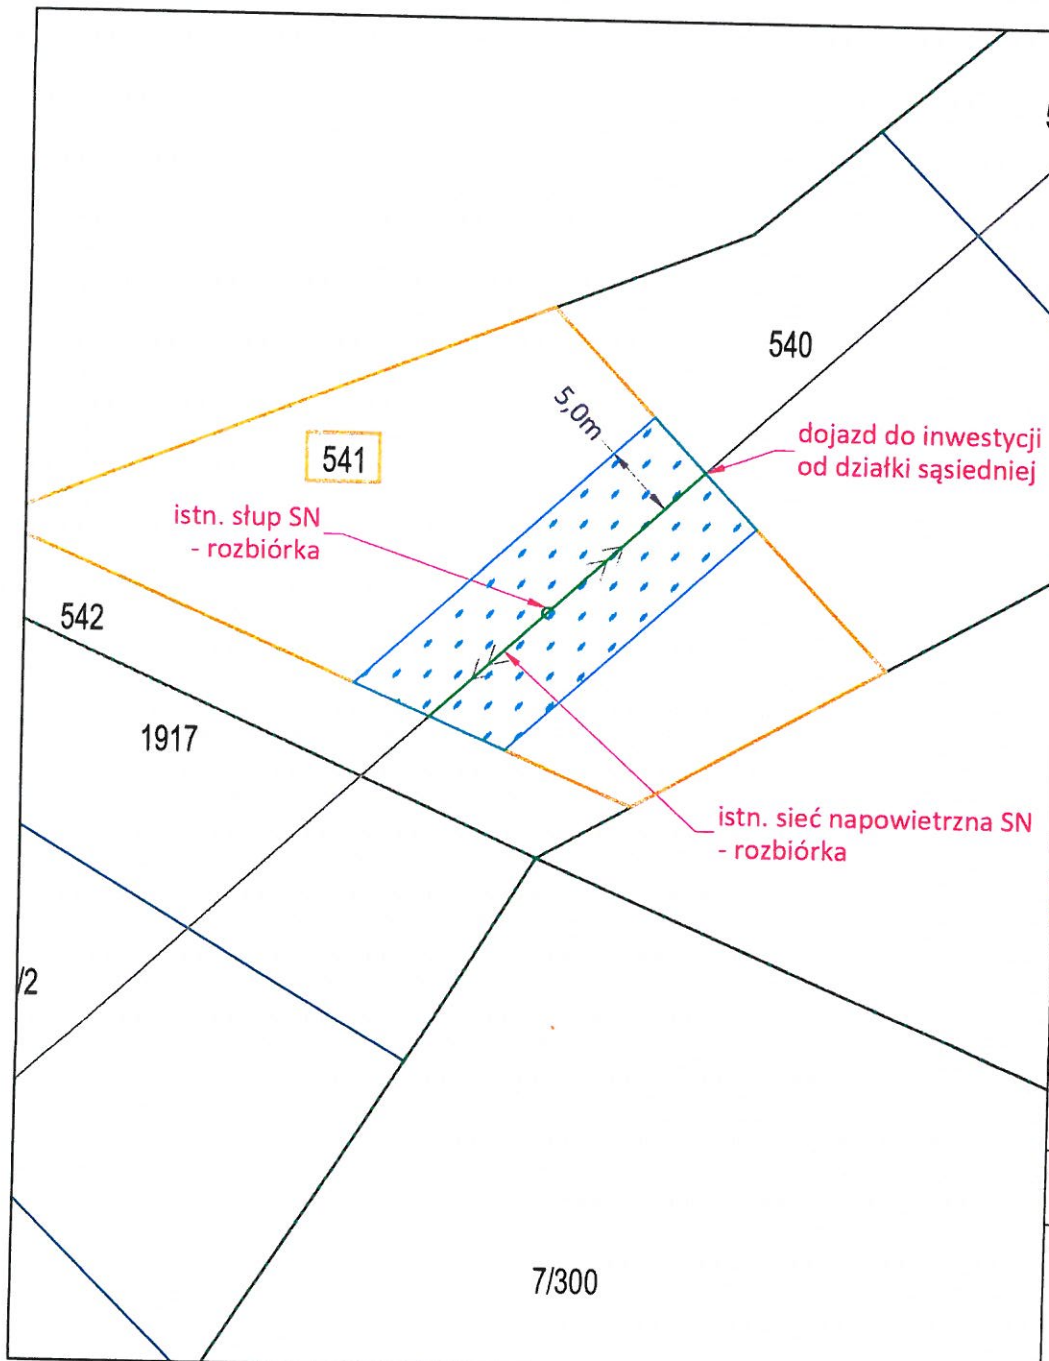 540
5,0m
dojazd do inwestycji
od działki sąsiedniej
541
istn. słup SN
- rozbiórka
542
1917
istn. sieć napowietrzna SN
- rozbiórka
/2
7/300